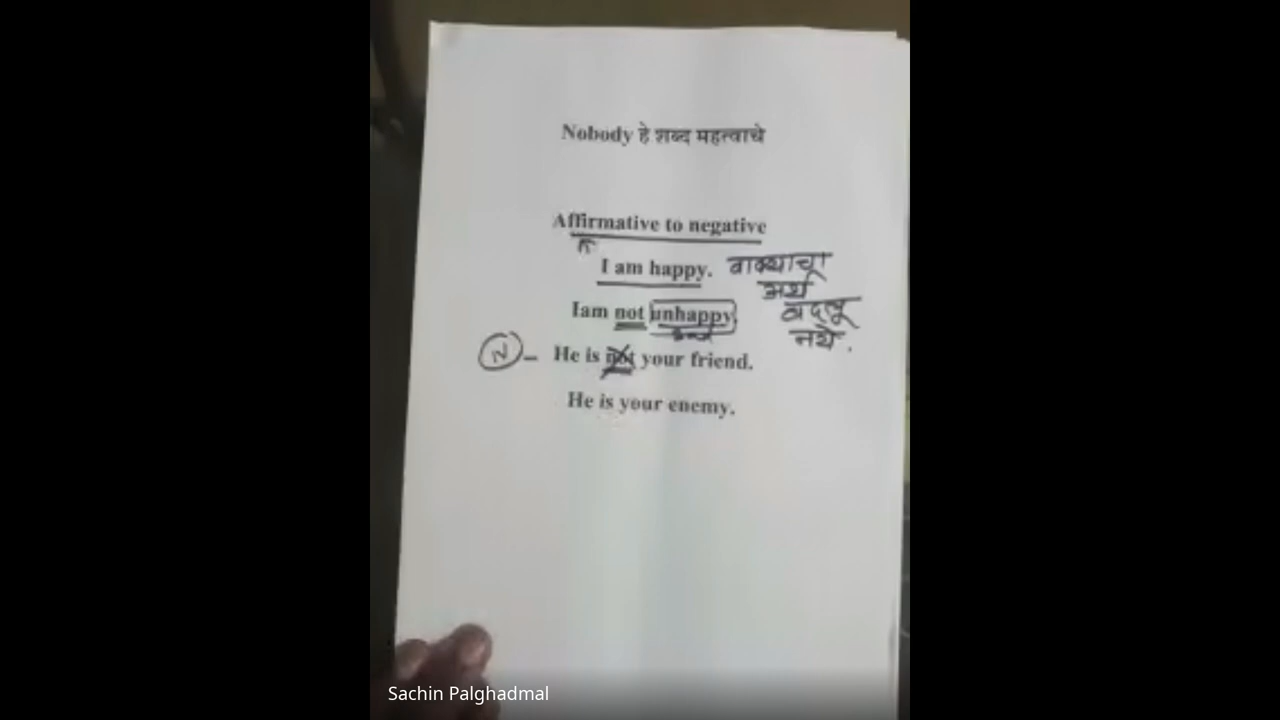 Nobody हे शब्द महत्वाचे
Affirmative to negative
I am happy. वाक्याचा
अर्थ
Iam not unhappy. बदलू
नये.
N – He is not your friend.
He is your enemy.
Sachin Palghadmal